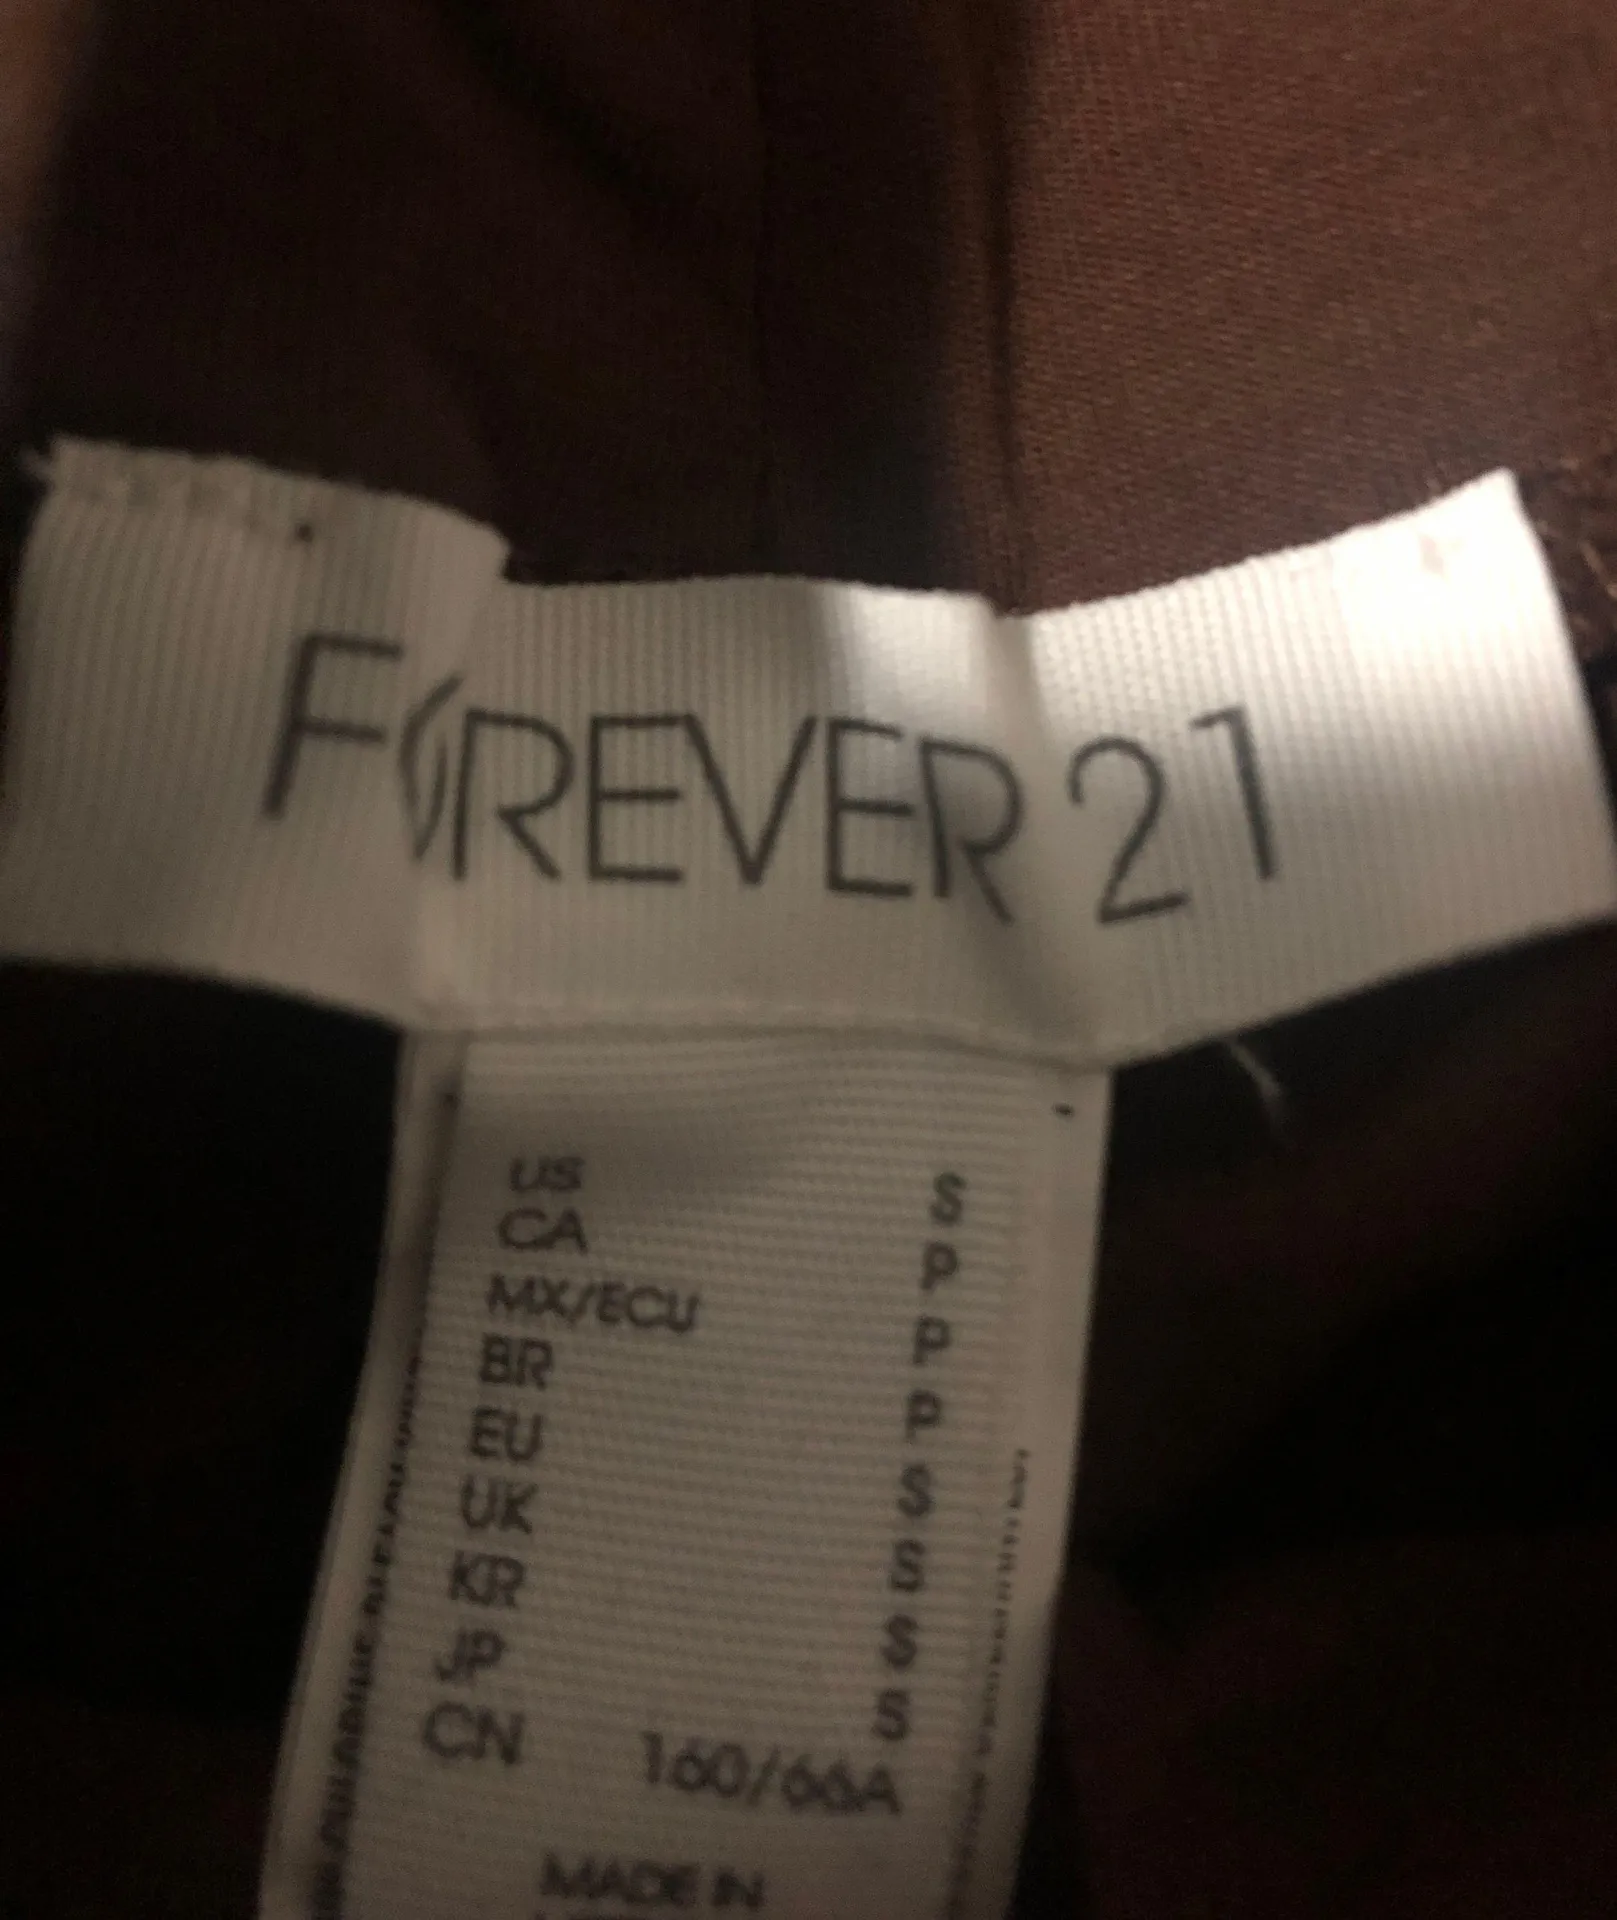 FOREVER 21
US S
CA P
MX/ECU P
BR P
EU S
UK S
KR S
JP S
CN 160/66A
MADE IN